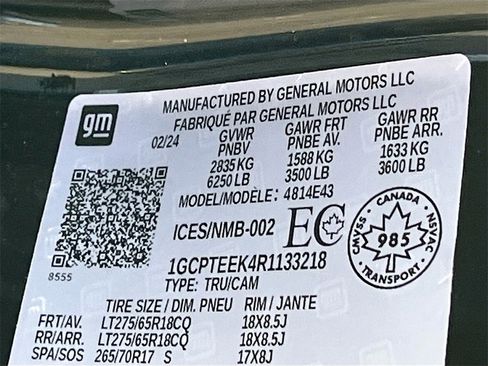 MANUFACTURED BY GENERAL MOTORS LLC
FABRIQUÉ PAR GENERAL MOTORS LLC
gm
02/24
GVWR GAWR FRT GAWR RR
PNBV PNBE AV. PNBE ARR.
2835 KG 1588 KG 1633 KG
6250 LB 3500 LB 3600 LB
MODEL/MODÈLE: 4814E43
ICES/NMB-002 EC
CANADA
CMVSS NSVAC
985
TRANSPORT
8555
1GCPTEEK4R1133218
TYPE: TRU/CAM
TIRE SIZE / DIM. PNEU RIM / JANTE
FRT/AV. LT275/65R18CQ 18X8.5J
RR/ARR. LT275/65R18CQ 18X8.5J
SPA/SOS 265/70R17 S 17X8J